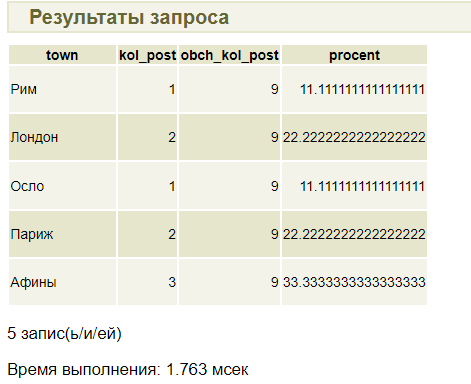 Результаты запроса
town kol_post obch_kol_post procent
Рим 1 9 11.1111111111111111
Лондон 2 9 22.2222222222222222
Осло 1 9 11.1111111111111111
Париж 2 9 22.2222222222222222
Афины 3 9 33.3333333333333333
5 запис(ь/и/ей)
Время выполнения: 1.763 мсек